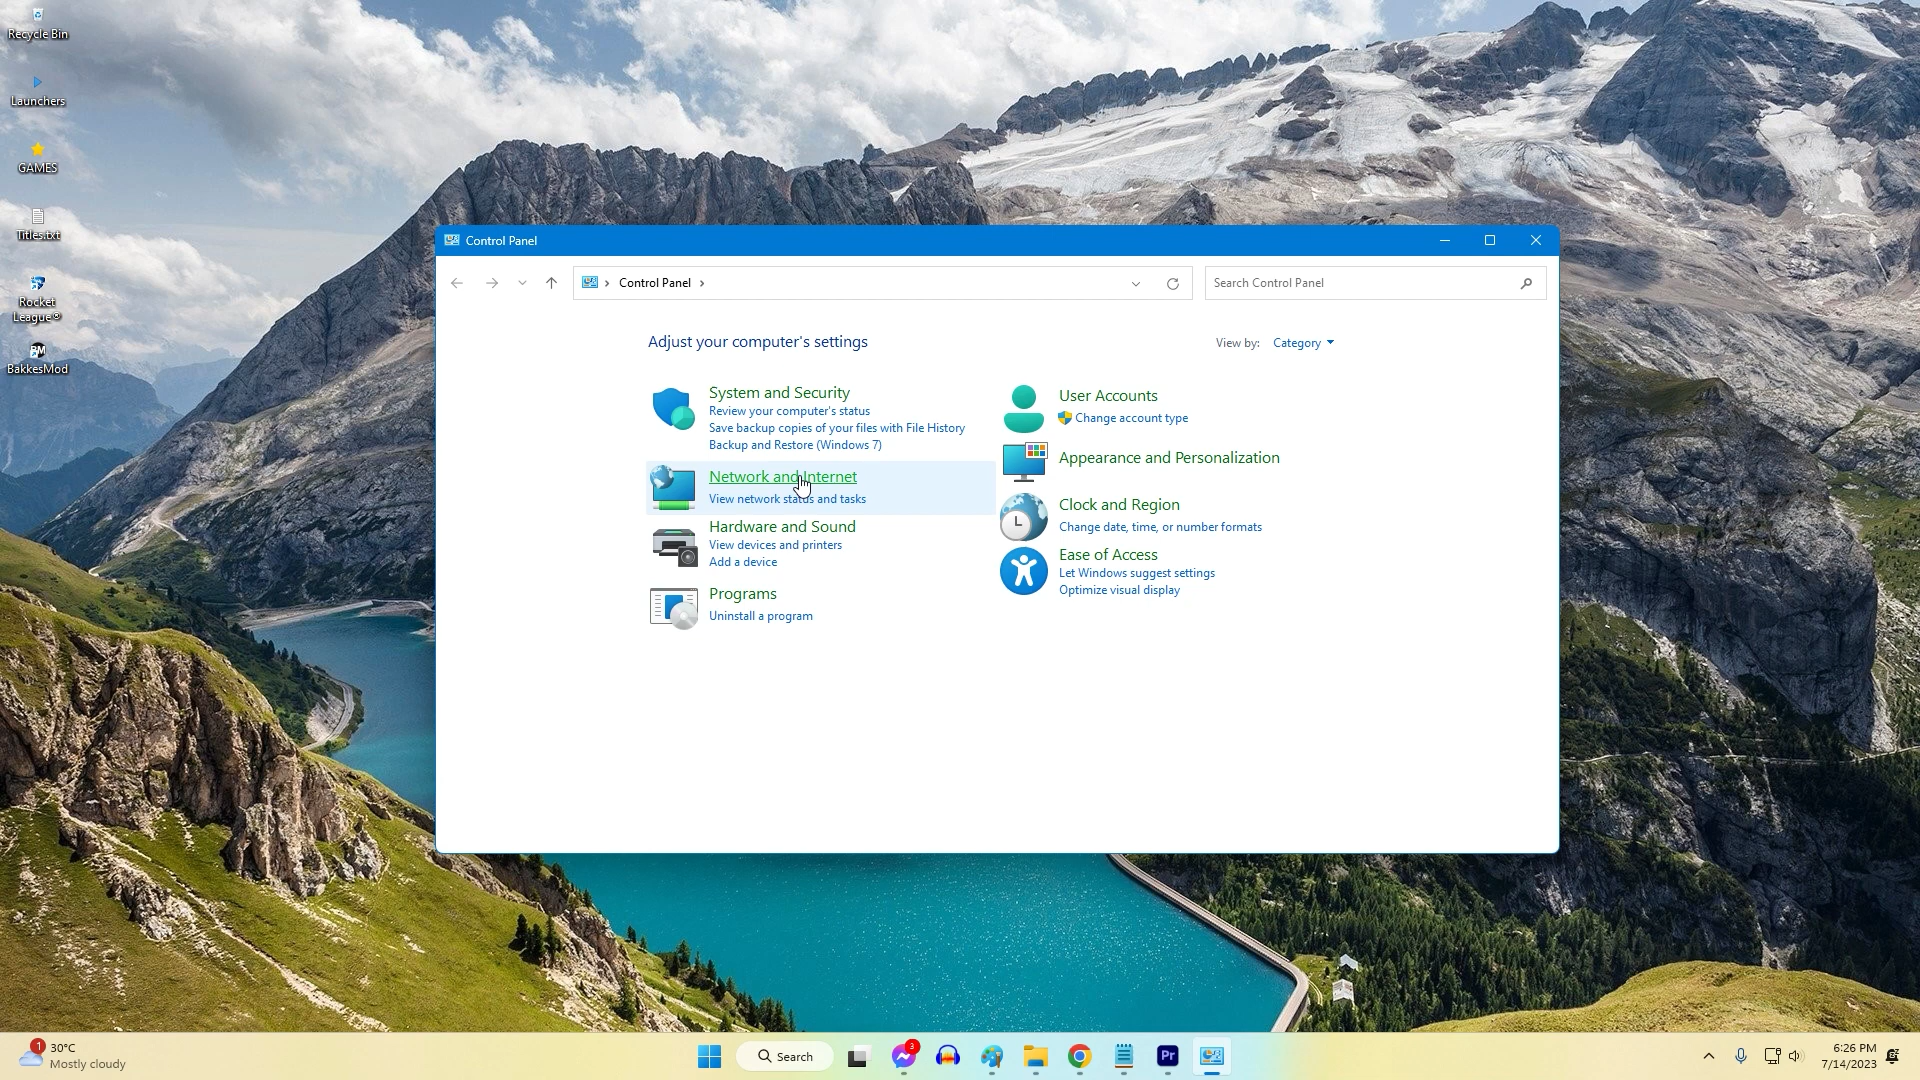 Recycle Bin
Launchers
GAMES
Titles.txt
Rocket
League®
BM
BakkesMod
Control Panel
Control Panel
Search Control Panel
Adjust your computer's settings
View by: Category
System and Security
Review your computer's status
Save backup copies of your files with File History
Backup and Restore (Windows 7)
Network and Internet
View network status and tasks
Hardware and Sound
View devices and printers
Add a device
Programs
Uninstall a program
User Accounts
Change account type
Appearance and Personalization
Clock and Region
Change date, time, or number formats
Ease of Access
Let Windows suggest settings
Optimize visual display
1
30°C
Mostly cloudy
Search
3
Pr
6:26 PM
7/14/2023